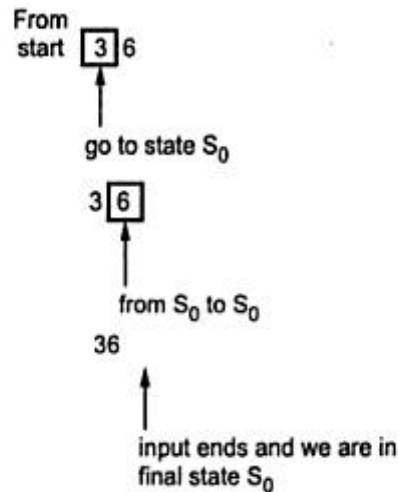 From
start 3 6
go to state S₀
3 6
from S₀ to S₀
36
input ends and we are in
final state S₀